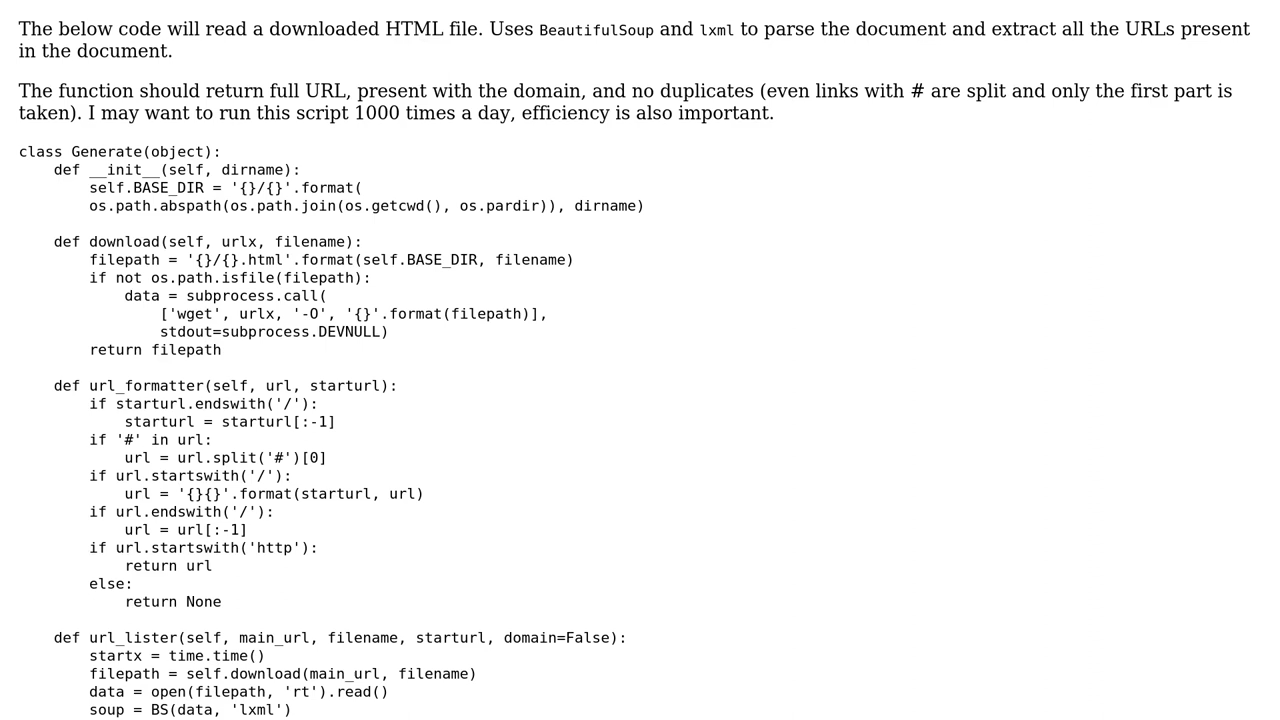 The below code will read a downloaded HTML file. Uses BeautifulSoup and lxml to parse the document and extract all the URLs present
in the document.
The function should return full URL, present with the domain, and no duplicates (even links with # are split and only the first part is
taken). I may want to run this script 1000 times a day, efficiency is also important.
class Generate(object):
    def __init__(self, dirname):
        self.BASE_DIR = '{}/{}'.format(
        os.path.abspath(os.path.join(os.getcwd(), os.pardir)), dirname)
    def download(self, urlx, filename):
        filepath = '{}/{}.html'.format(self.BASE_DIR, filename)
        if not os.path.isfile(filepath):
            data = subprocess.call(
                ['wget', urlx, '-O', '{}'.format(filepath)],
                stdout=subprocess.DEVNULL)
        return filepath
    def url_formatter(self, url, starturl):
        if starturl.endswith('/'):
            starturl = starturl[:-1]
        if '#' in url:
            url = url.split('#')[0]
        if url.startswith('/'):
            url = '{}{}'.format(starturl, url)
        if url.endswith('/'):
            url = url[:-1]
        if url.startswith('http'):
            return url
        else:
            return None
    def url_lister(self, main_url, filename, starturl, domain=False):
        startx = time.time()
        filepath = self.download(main_url, filename)
        data = open(filepath, 'rt').read()
        soup = BS(data, 'lxml')